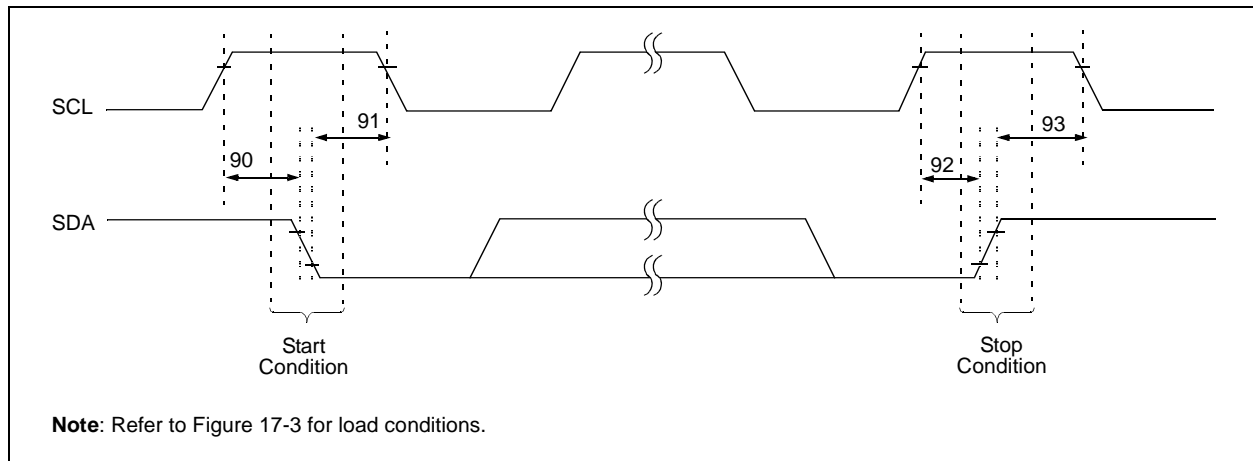 SCL
91
93
90
92
SDA
Start
Condition
Stop
Condition
Note: Refer to Figure 17-3 for load conditions.